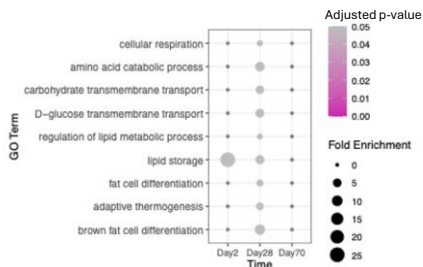 Adjusted p-value
0.05
0.04
0.03
0.02
0.01
0.00
GO Term
cellular respiration
amino acid catabolic process
carbohydrate transmembrane transport
D-glucose transmembrane transport
regulation of lipid metabolic process
lipid storage
fat cell differentiation
adaptive thermogenesis
brown fat cell differentiation
Day2 Day28 Day70
Time
Fold Enrichment
0
5
10
15
20
25